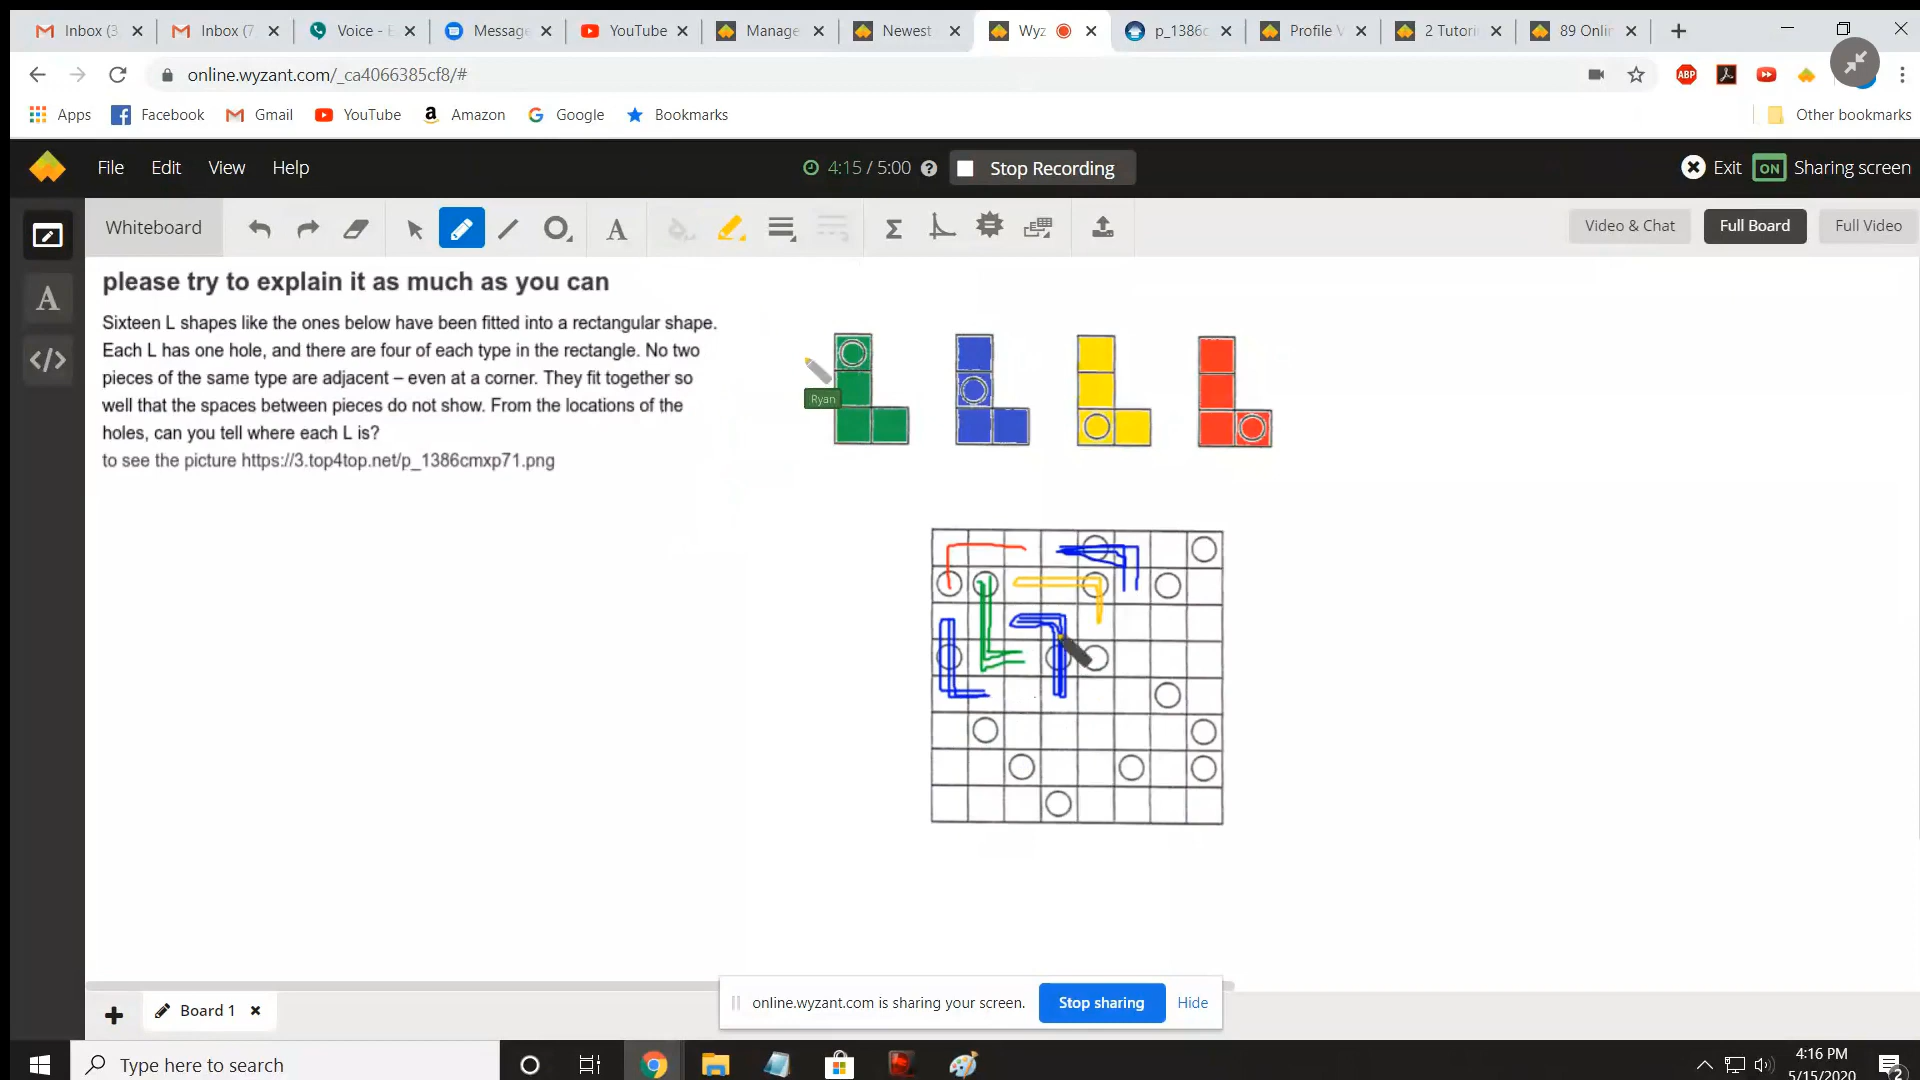 Inbox (3
Inbox (7
Voice - E
Message
YouTube
Manage
Newest
Wyz
p_1386c
Profile V
2 Tutori
89 Onlin
online.wyzant.com/_ca4066385cf8/#
ABP
Apps
Facebook
Gmail
YouTube
Amazon
Google
Bookmarks
Other bookmarks
File
Edit
View
Help
4:15 / 5:00
Stop Recording
Exit
ON
Sharing screen
Whiteboard
Video & Chat
Full Board
Full Video
please try to explain it as much as you can
Sixteen L shapes like the ones below have been fitted into a rectangular shape.
Each L has one hole, and there are four of each type in the rectangle. No two
pieces of the same type are adjacent – even at a corner. They fit together so
well that the spaces between pieces do not show. From the locations of the
holes, can you tell where each L is?
to see the picture https://3.top4top.net/p_1386cmxp71.png
Ryan
online.wyzant.com is sharing your screen.
Stop sharing
Hide
Board 1
Type here to search
4:16 PM
5/15/2020
2